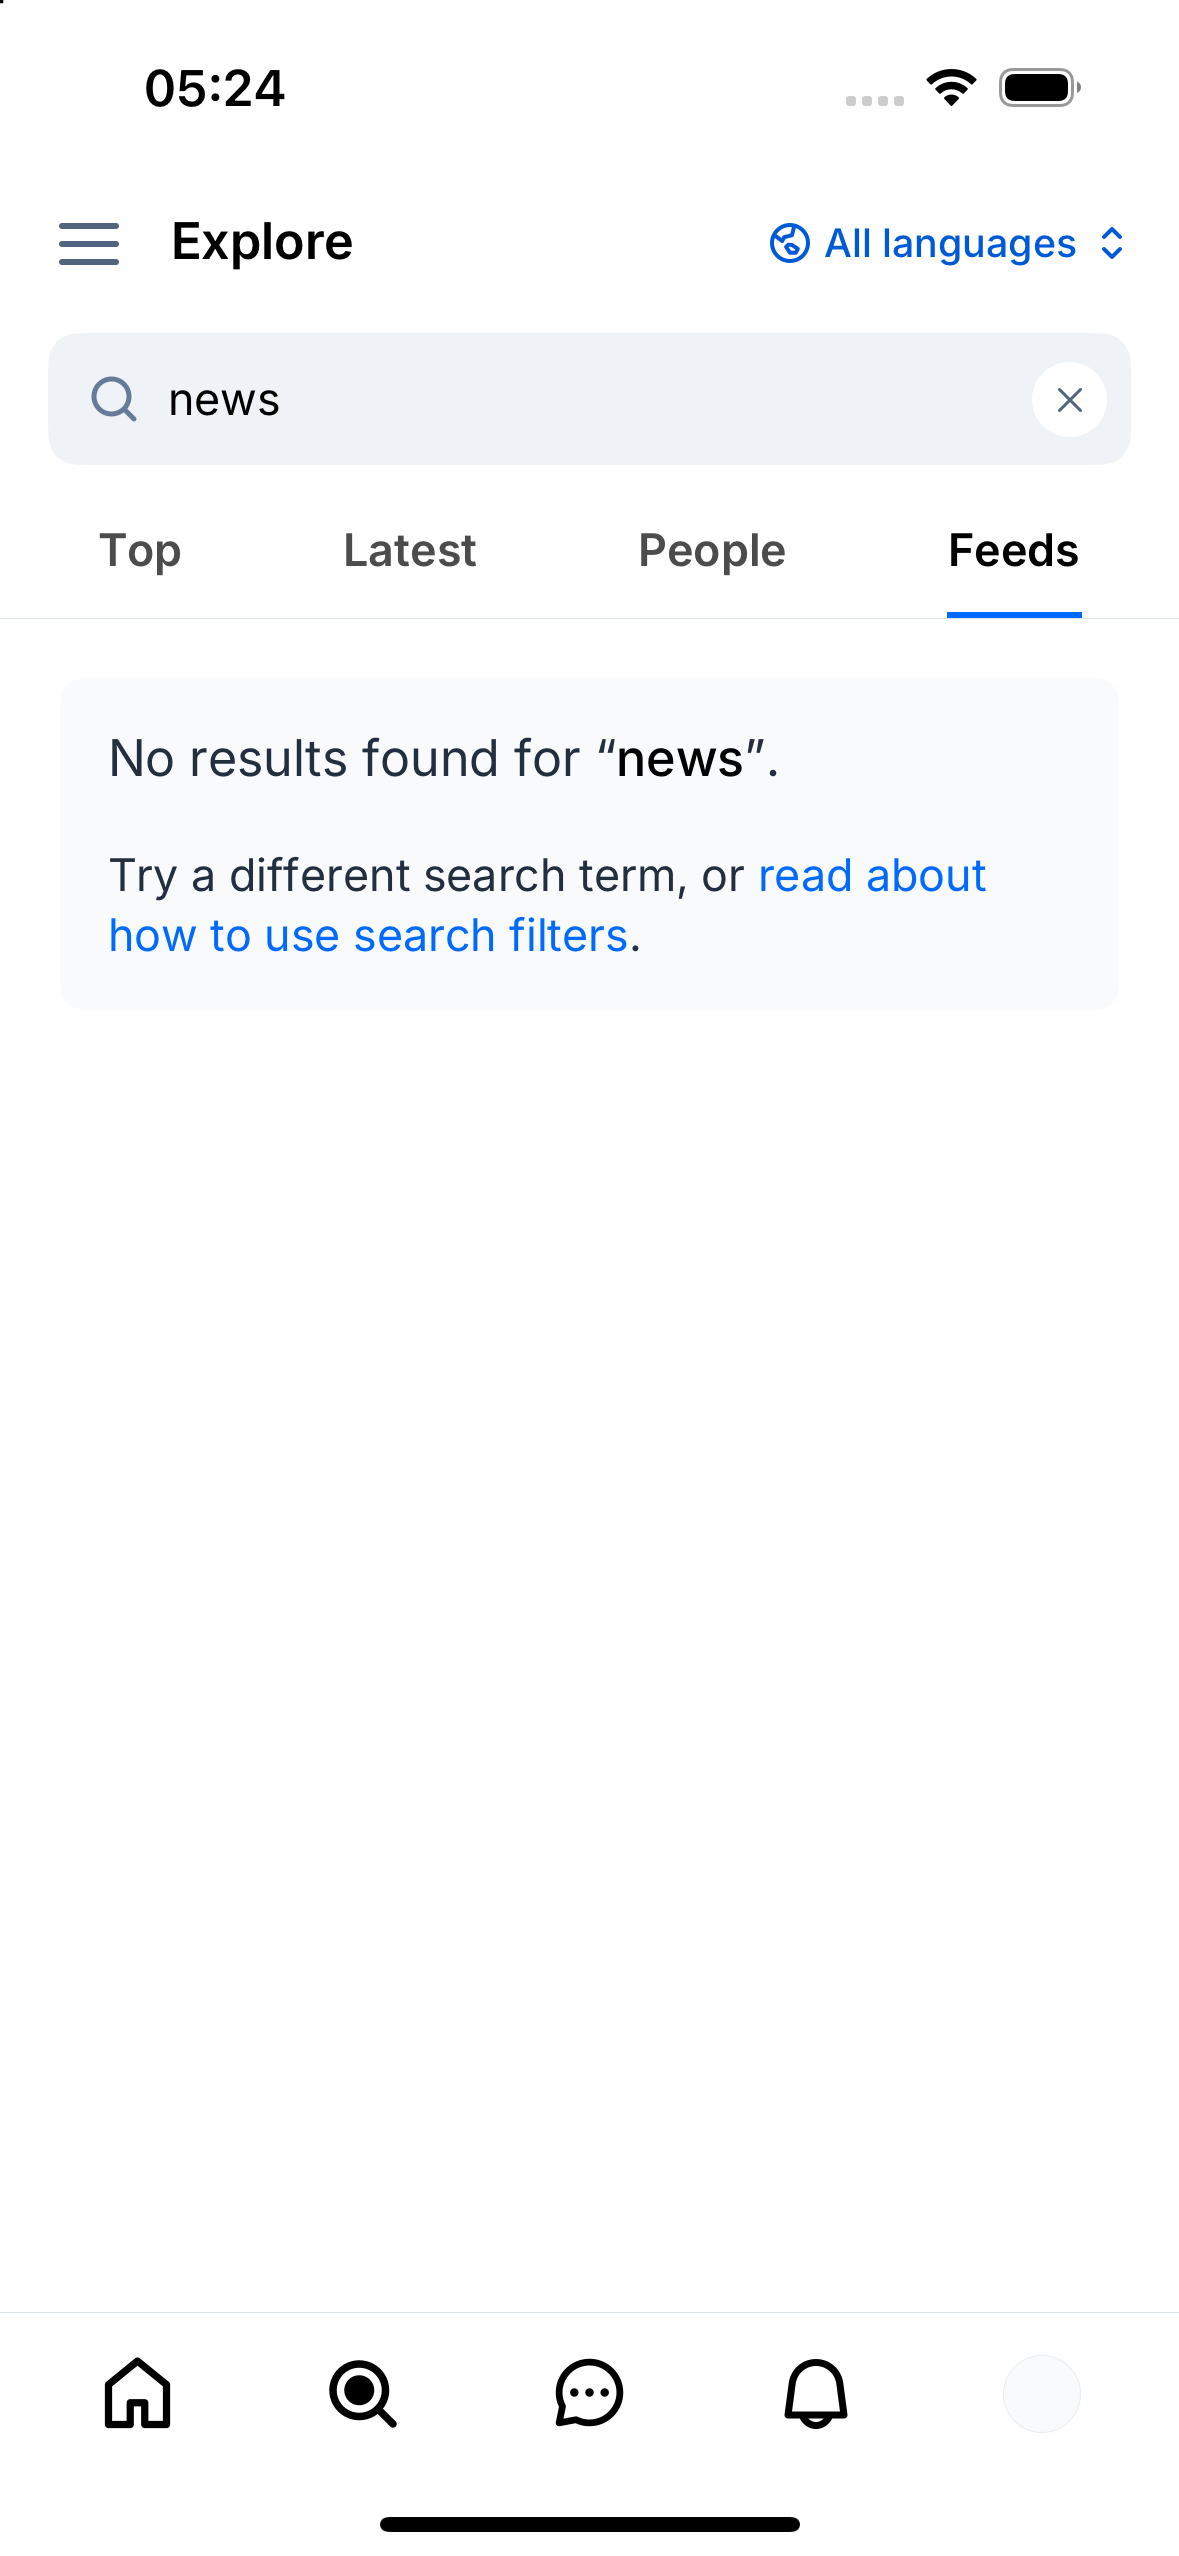 05:24
Explore
All languages
news
Top Latest People Feeds
No results found for “news”.
Try a different search term, or read about
how to use search filters.